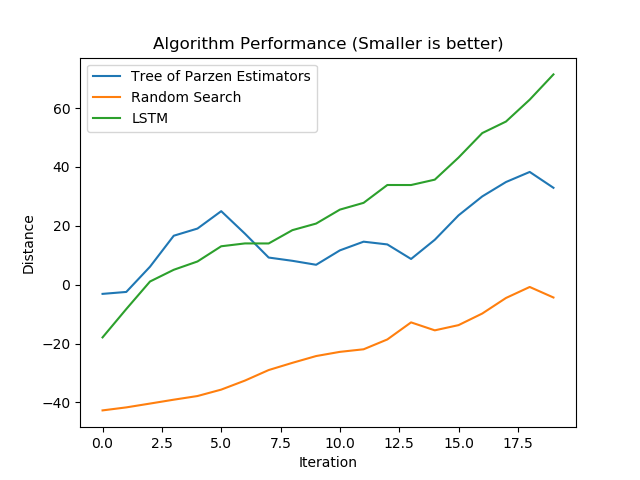 Algorithm Performance (Smaller is better)
Tree of Parzen Estimators
Random Search
LSTM
Distance
60
40
20
0
−20
−40
0.0 2.5 5.0 7.5 10.0 12.5 15.0 17.5
Iteration